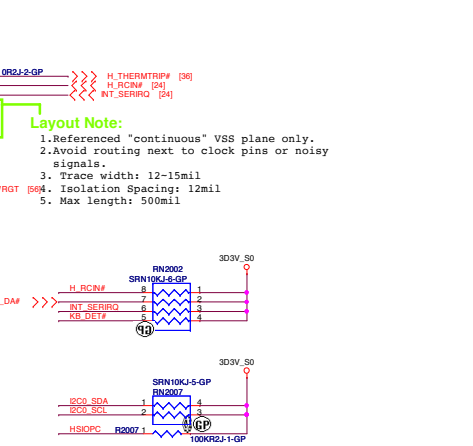 0R2J-2-GP
H_THERMTRIP# [36]
H_RCIN# [24]
INT_SERIRQ [24]
Layout Note:
1.Referenced "continuous" VSS plane only.
2.Avoid routing next to clock pins or noisy
signals.
3. Trace width: 12-15mil
RGT [56] 4. Isolation Spacing: 12mil
5. Max length: 500mil
3D3V_S0
RN2002
SRN10KJ-6-GP
H_RCIN# 8 1
_DA# 7 2
INT_SERIRQ 6 3
KB_DET# 5 4
GP
3D3V_S0
SRN10KJ-5-GP
RN2007
I2C0_SDA 1 4
I2C0_SCL 2 3
GP
HSIOPC R2007 1
100KR2J-1-GP